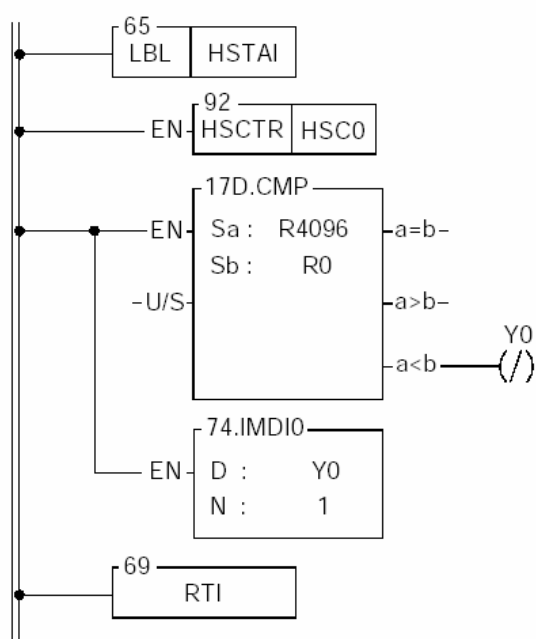 65
LBL HSTAI
92
EN HSCTR HSC0
17D.CMP
EN Sa : R4096 a=b
Sb : R0
U/S a>b
Y0
a<b (/)
74.IMDI0
EN D : Y0
N : 1
69
RTI